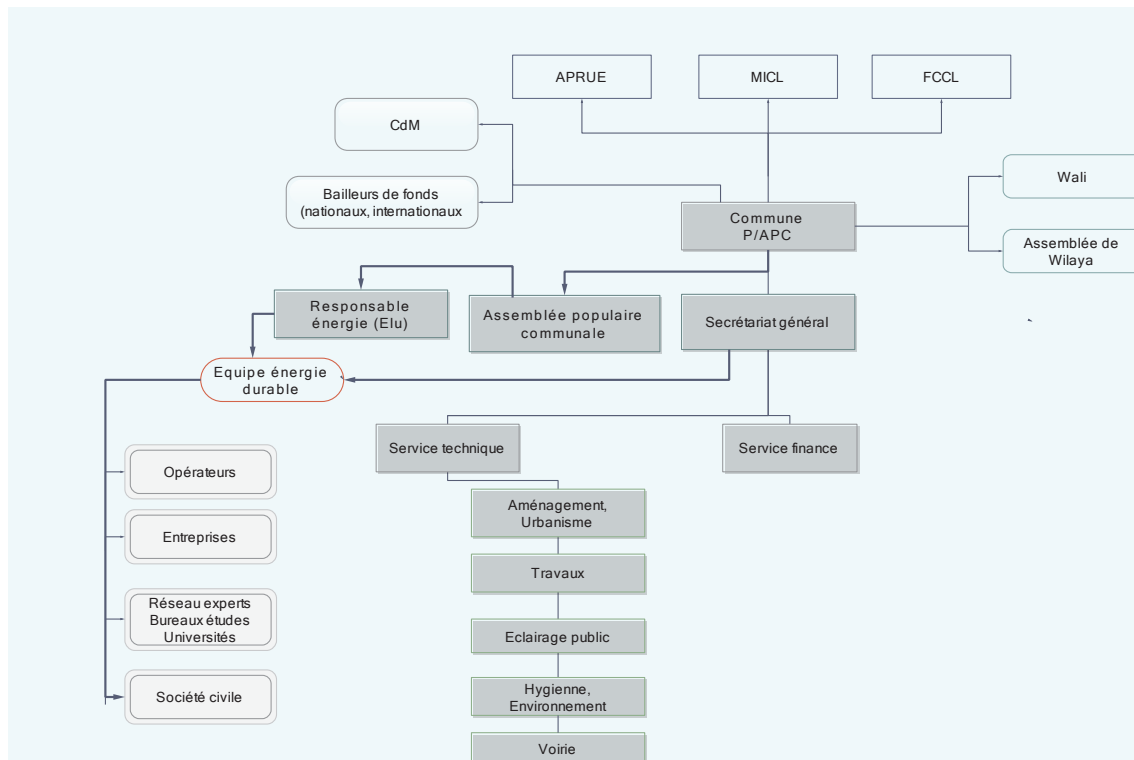 APRUE
MICL
FCCL
CdM
Bailleurs de fonds
(nationaux, internationaux
Wali
Commune
P/APC
Assemblée de
Wilaya
Responsable
énergie (Elu)
Assemblée populaire
communale
Secrétariat général
Equipe énergie
durable
Service technique
Service finance
Opérateurs
Entreprises
Réseau experts
Bureaux études
Universités
Société civile
Aménagement,
Urbanisme
Travaux
Eclairage public
Hygienne,
Environnement
Voirie